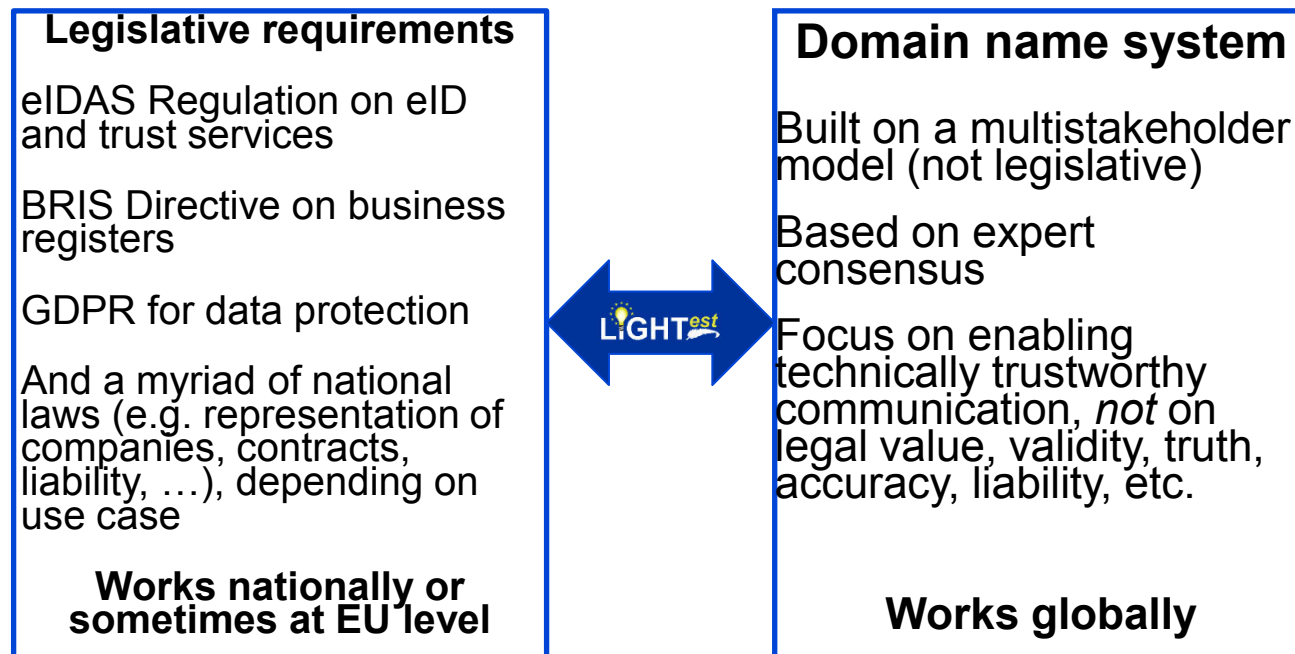 Legislative requirements
eIDAS Regulation on eID
and trust services
BRIS Directive on business
registers
GDPR for data protection
And a myriad of national
laws (e.g. representation of
companies, contracts,
liability, …), depending on
use case
Works nationally or
sometimes at EU level
LiGHTest
Domain name system
Built on a multistakeholder
model (not legislative)
Based on expert
consensus
Focus on enabling
technically trustworthy
communication, not on
legal value, validity, truth,
accuracy, liability, etc.
Works globally